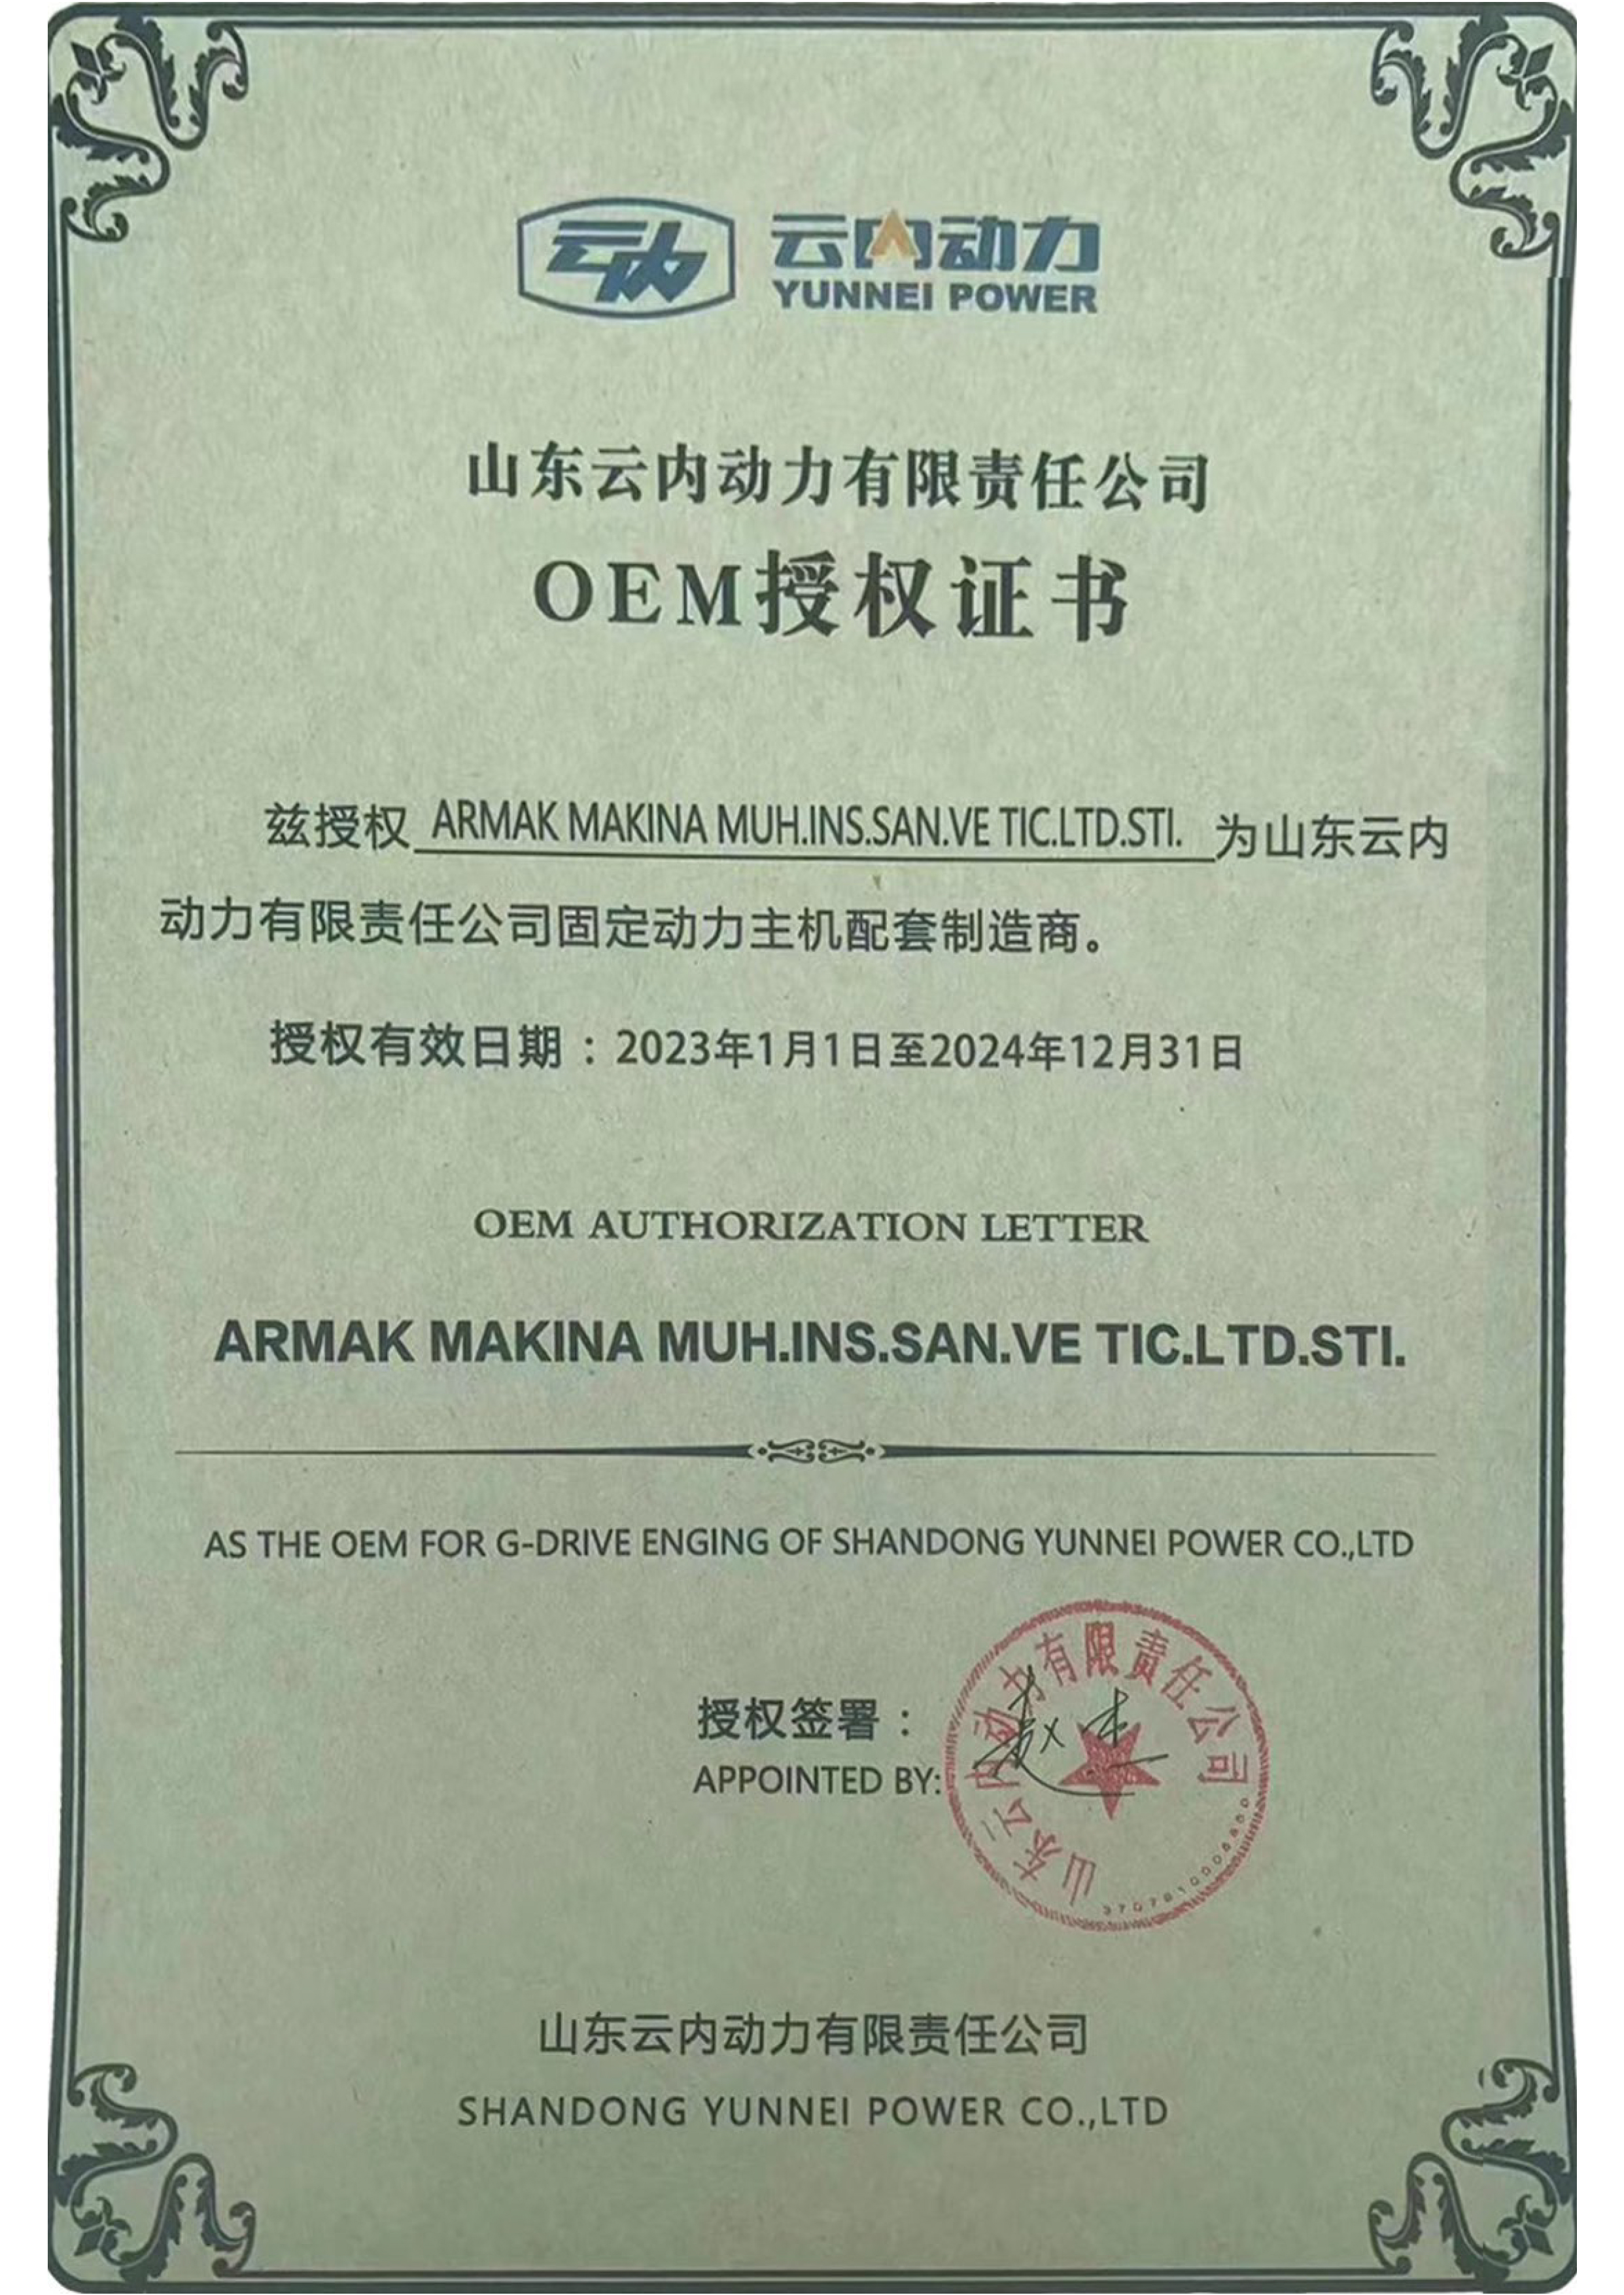 云内动力
YUNNEI POWER
山东云内动力有限责任公司
OEM授权证书
兹授权 ARMAK MAKINA MUH.INS.SAN.VE TIC.LTD.STI. 为山东云内
动力有限责任公司固定动力主机配套制造商。
授权有效日期：2023年1月1日至2024年12月31日
OEM AUTHORIZATION LETTER
ARMAK MAKINA MUH.INS.SAN.VE TIC.LTD.STI.
AS THE OEM FOR G-DRIVE ENGING OF SHANDONG YUNNEI POWER CO.,LTD
授权签署：
APPOINTED BY:
山东云内动力有限责任公司
山东云内动力有限责任公司
SHANDONG YUNNEI POWER CO.,LTD